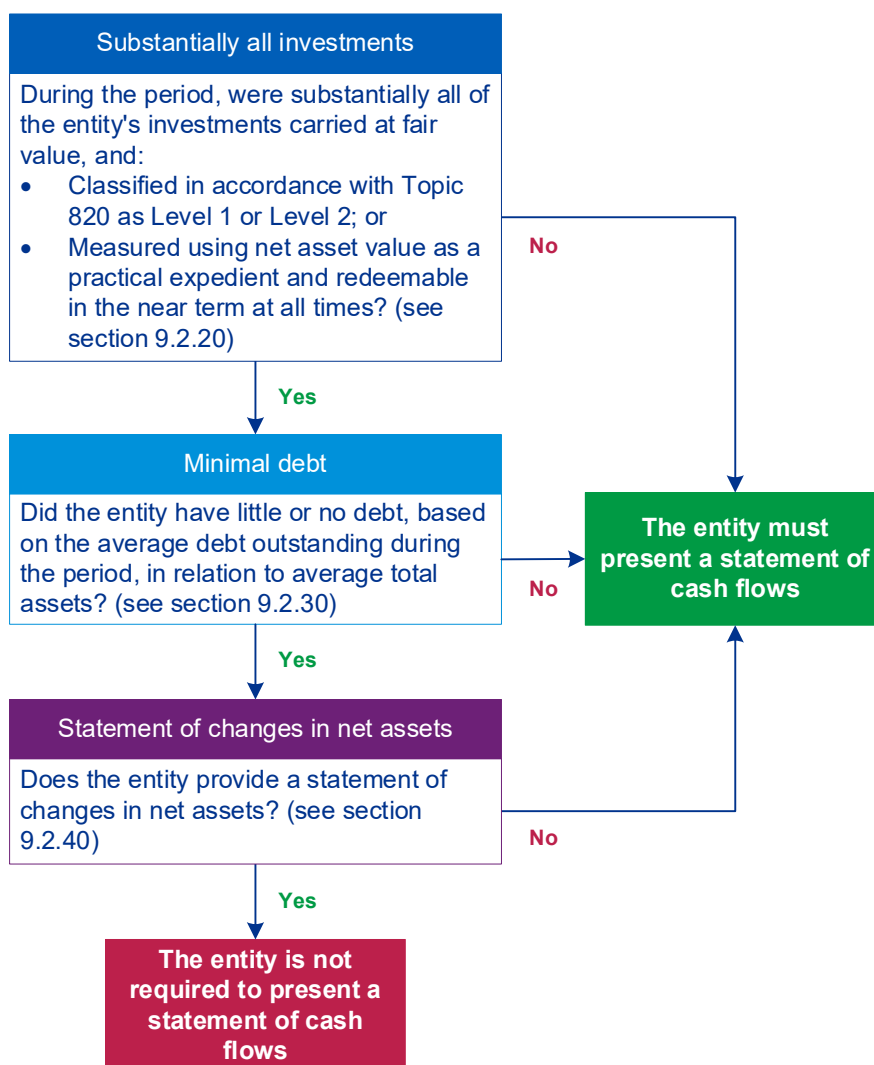 Substantially all investments
During the period, were substantially all of
the entity's investments carried at fair
value, and:
• Classified in accordance with Topic
820 as Level 1 or Level 2; or
• Measured using net asset value as a
practical expedient and redeemable
in the near term at all times? (see
section 9.2.20)
No
Yes
Minimal debt
Did the entity have little or no debt, based
on the average debt outstanding during
the period, in relation to average total
assets? (see section 9.2.30)
No
The entity must
present a statement of
cash flows
Yes
Statement of changes in net assets
Does the entity provide a statement of
changes in net assets? (see section
9.2.40)
No
Yes
The entity is not
required to present a
statement of cash
flows